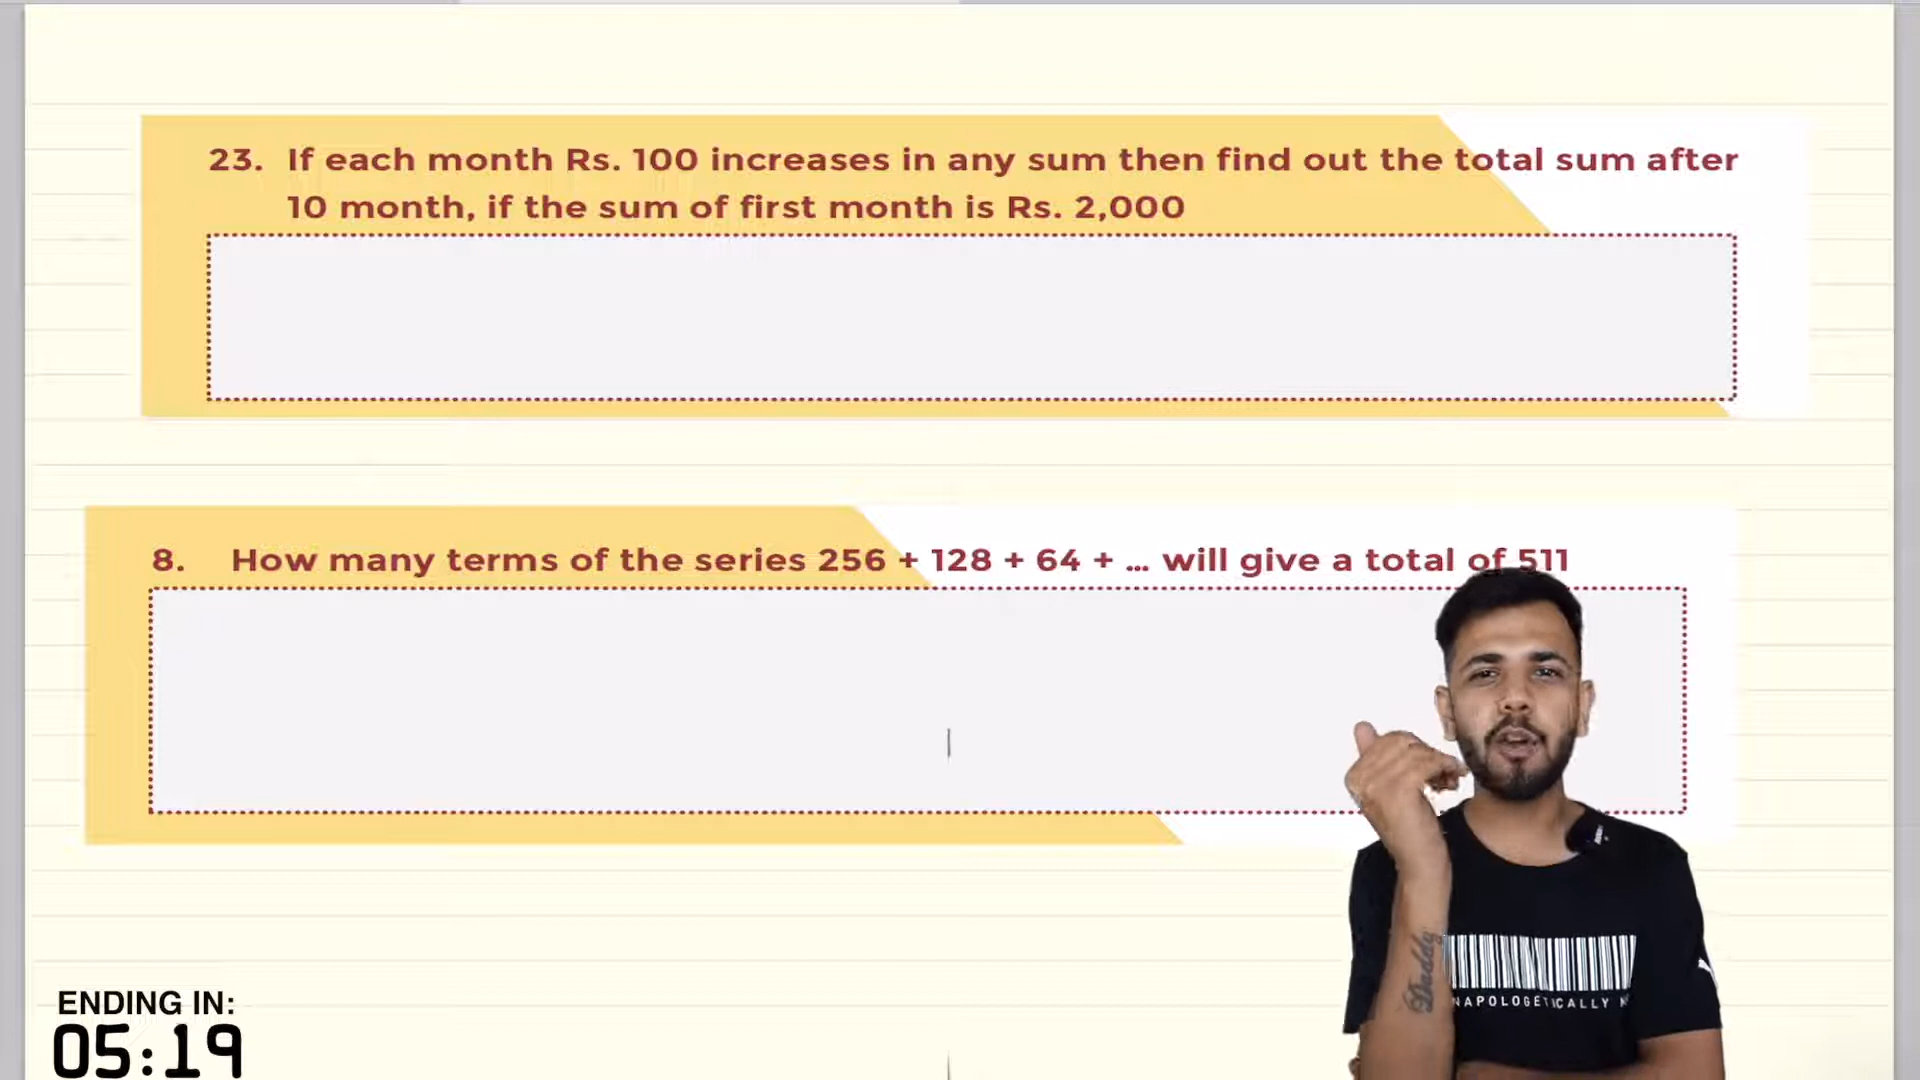 23. If each month Rs. 100 increases in any sum then find out the total sum after
10 month, if the sum of first month is Rs. 2,000
8. How many terms of the series 256 + 128 + 64 + ... will give a total of 511
Daddy
NAPOLOGETICALLY
ENDING IN:
05:19